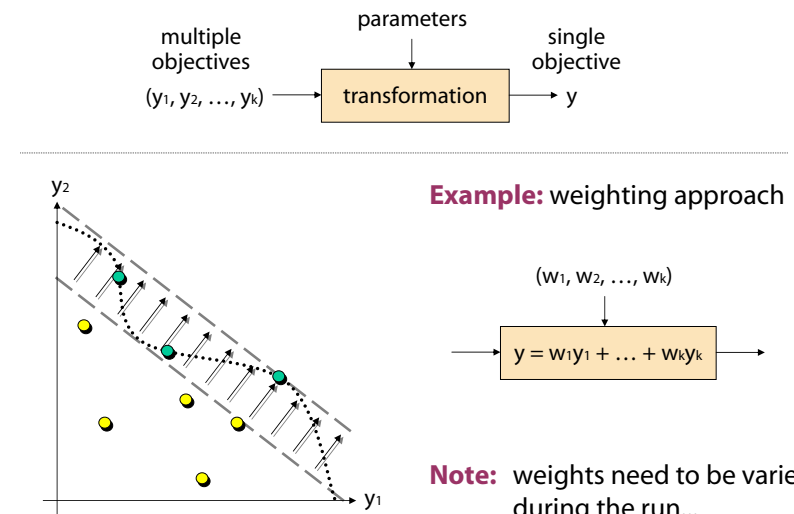 parameters
multiple
objectives
single
objective
(y1, y2, …, yk)
transformation
y
y2
Example: weighting approach
(w1, w2, …, wk)
y = w1y1 + … + wkyk
Note: weights need to be varie
during the run...
y1